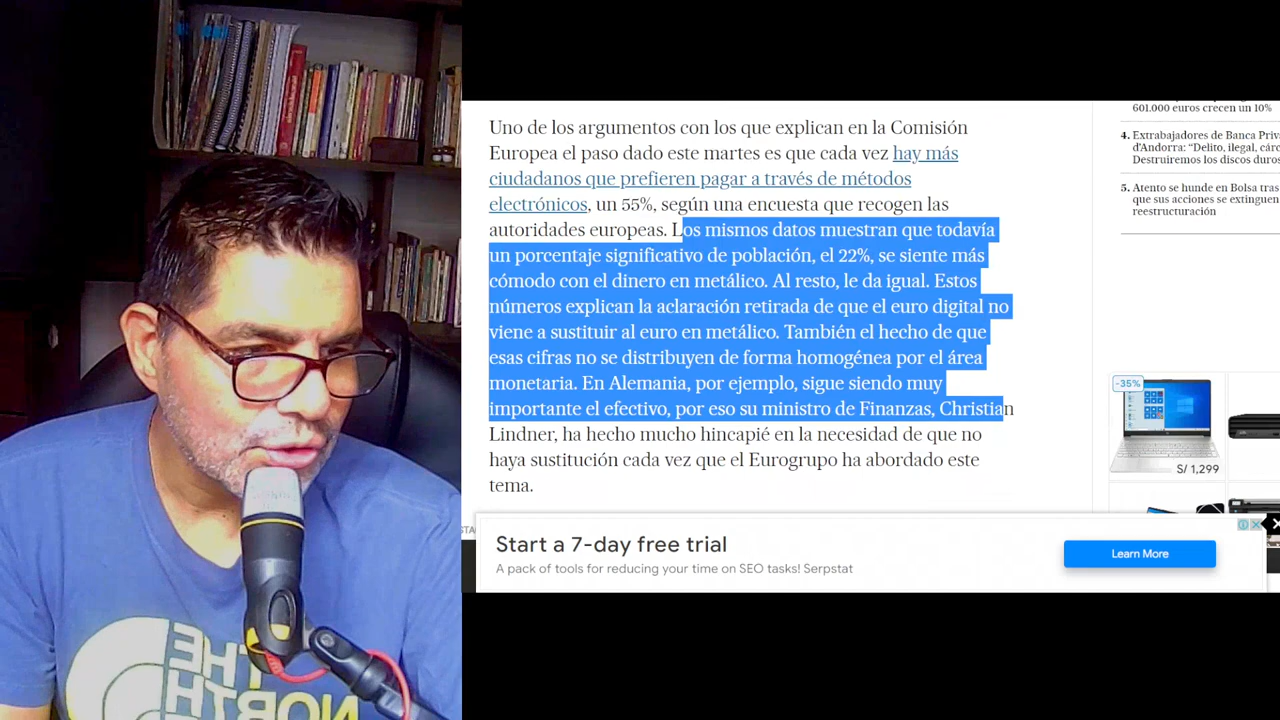 Uno de los argumentos con los que explican en la Comisión
Europea el paso dado este martes es que cada vez hay más
ciudadanos que prefieren pagar a través de métodos
electrónicos, un 55%, según una encuesta que recogen las
autoridades europeas. Los mismos datos muestran que todavía
un porcentaje significativo de población, el 22%, se siente más
cómodo con el dinero en metálico. Al resto, le da igual. Estos
números explican la aclaración retirada de que el euro digital no
viene a sustituir al euro en metálico. También el hecho de que
esas cifras no se distribuyen de forma homogénea por el área
monetaria. En Alemania, por ejemplo, sigue siendo muy
importante el efectivo, por eso su ministro de Finanzas, Christian
Lindner, ha hecho mucho hincapié en la necesidad de que no
haya sustitución cada vez que el Eurogrupo ha abordado este
tema.
601.000 euros crecen un 10%
4. Extrabajadores de Banca Priva
d'Andorra: “Delito, ilegal, cárc
Destruiremos los discos duros
5. Atento se hunde en Bolsa tras
que sus acciones se extinguen
reestructuración
-35%
S/ 1,299
STA
Start a 7-day free trial
A pack of tools for reducing your time on SEO tasks! Serpstat
Learn More
THE
NORTH